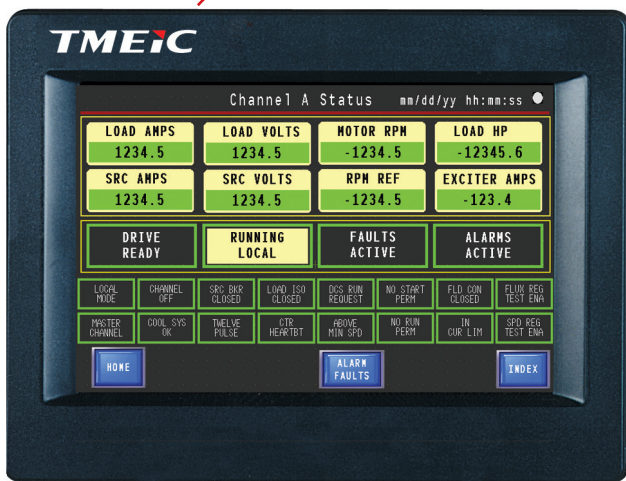 TMEiC
Channel A Status mm/dd/yy hh:mm:ss
LOAD AMPS LOAD VOLTS MOTOR RPM LOAD HP
1234.5 1234.5 -1234.5 -12345.6
SRC AMPS SRC VOLTS RPM REF EXCITER AMPS
1234.5 1234.5 -1234.5 -123.4
DRIVE RUNNING FAULTS ALARMS
READY LOCAL ACTIVE ACTIVE
LOCAL CHANNEL SRC BKR LOAD ISO DCS RUN NO START FLD CON FLUX REG
MODE OFF CLOSED CLOSED REQUEST PERM CLOSED TEST ENA
MASTER COOL SYS TWELVE CTR ABOVE NO RUN IN SPD REG
CHANNEL OK PULSE HEARTBT MIN SPD PERM CUR LIM TEST ENA
HOME ALARM INDEX
FAULTS